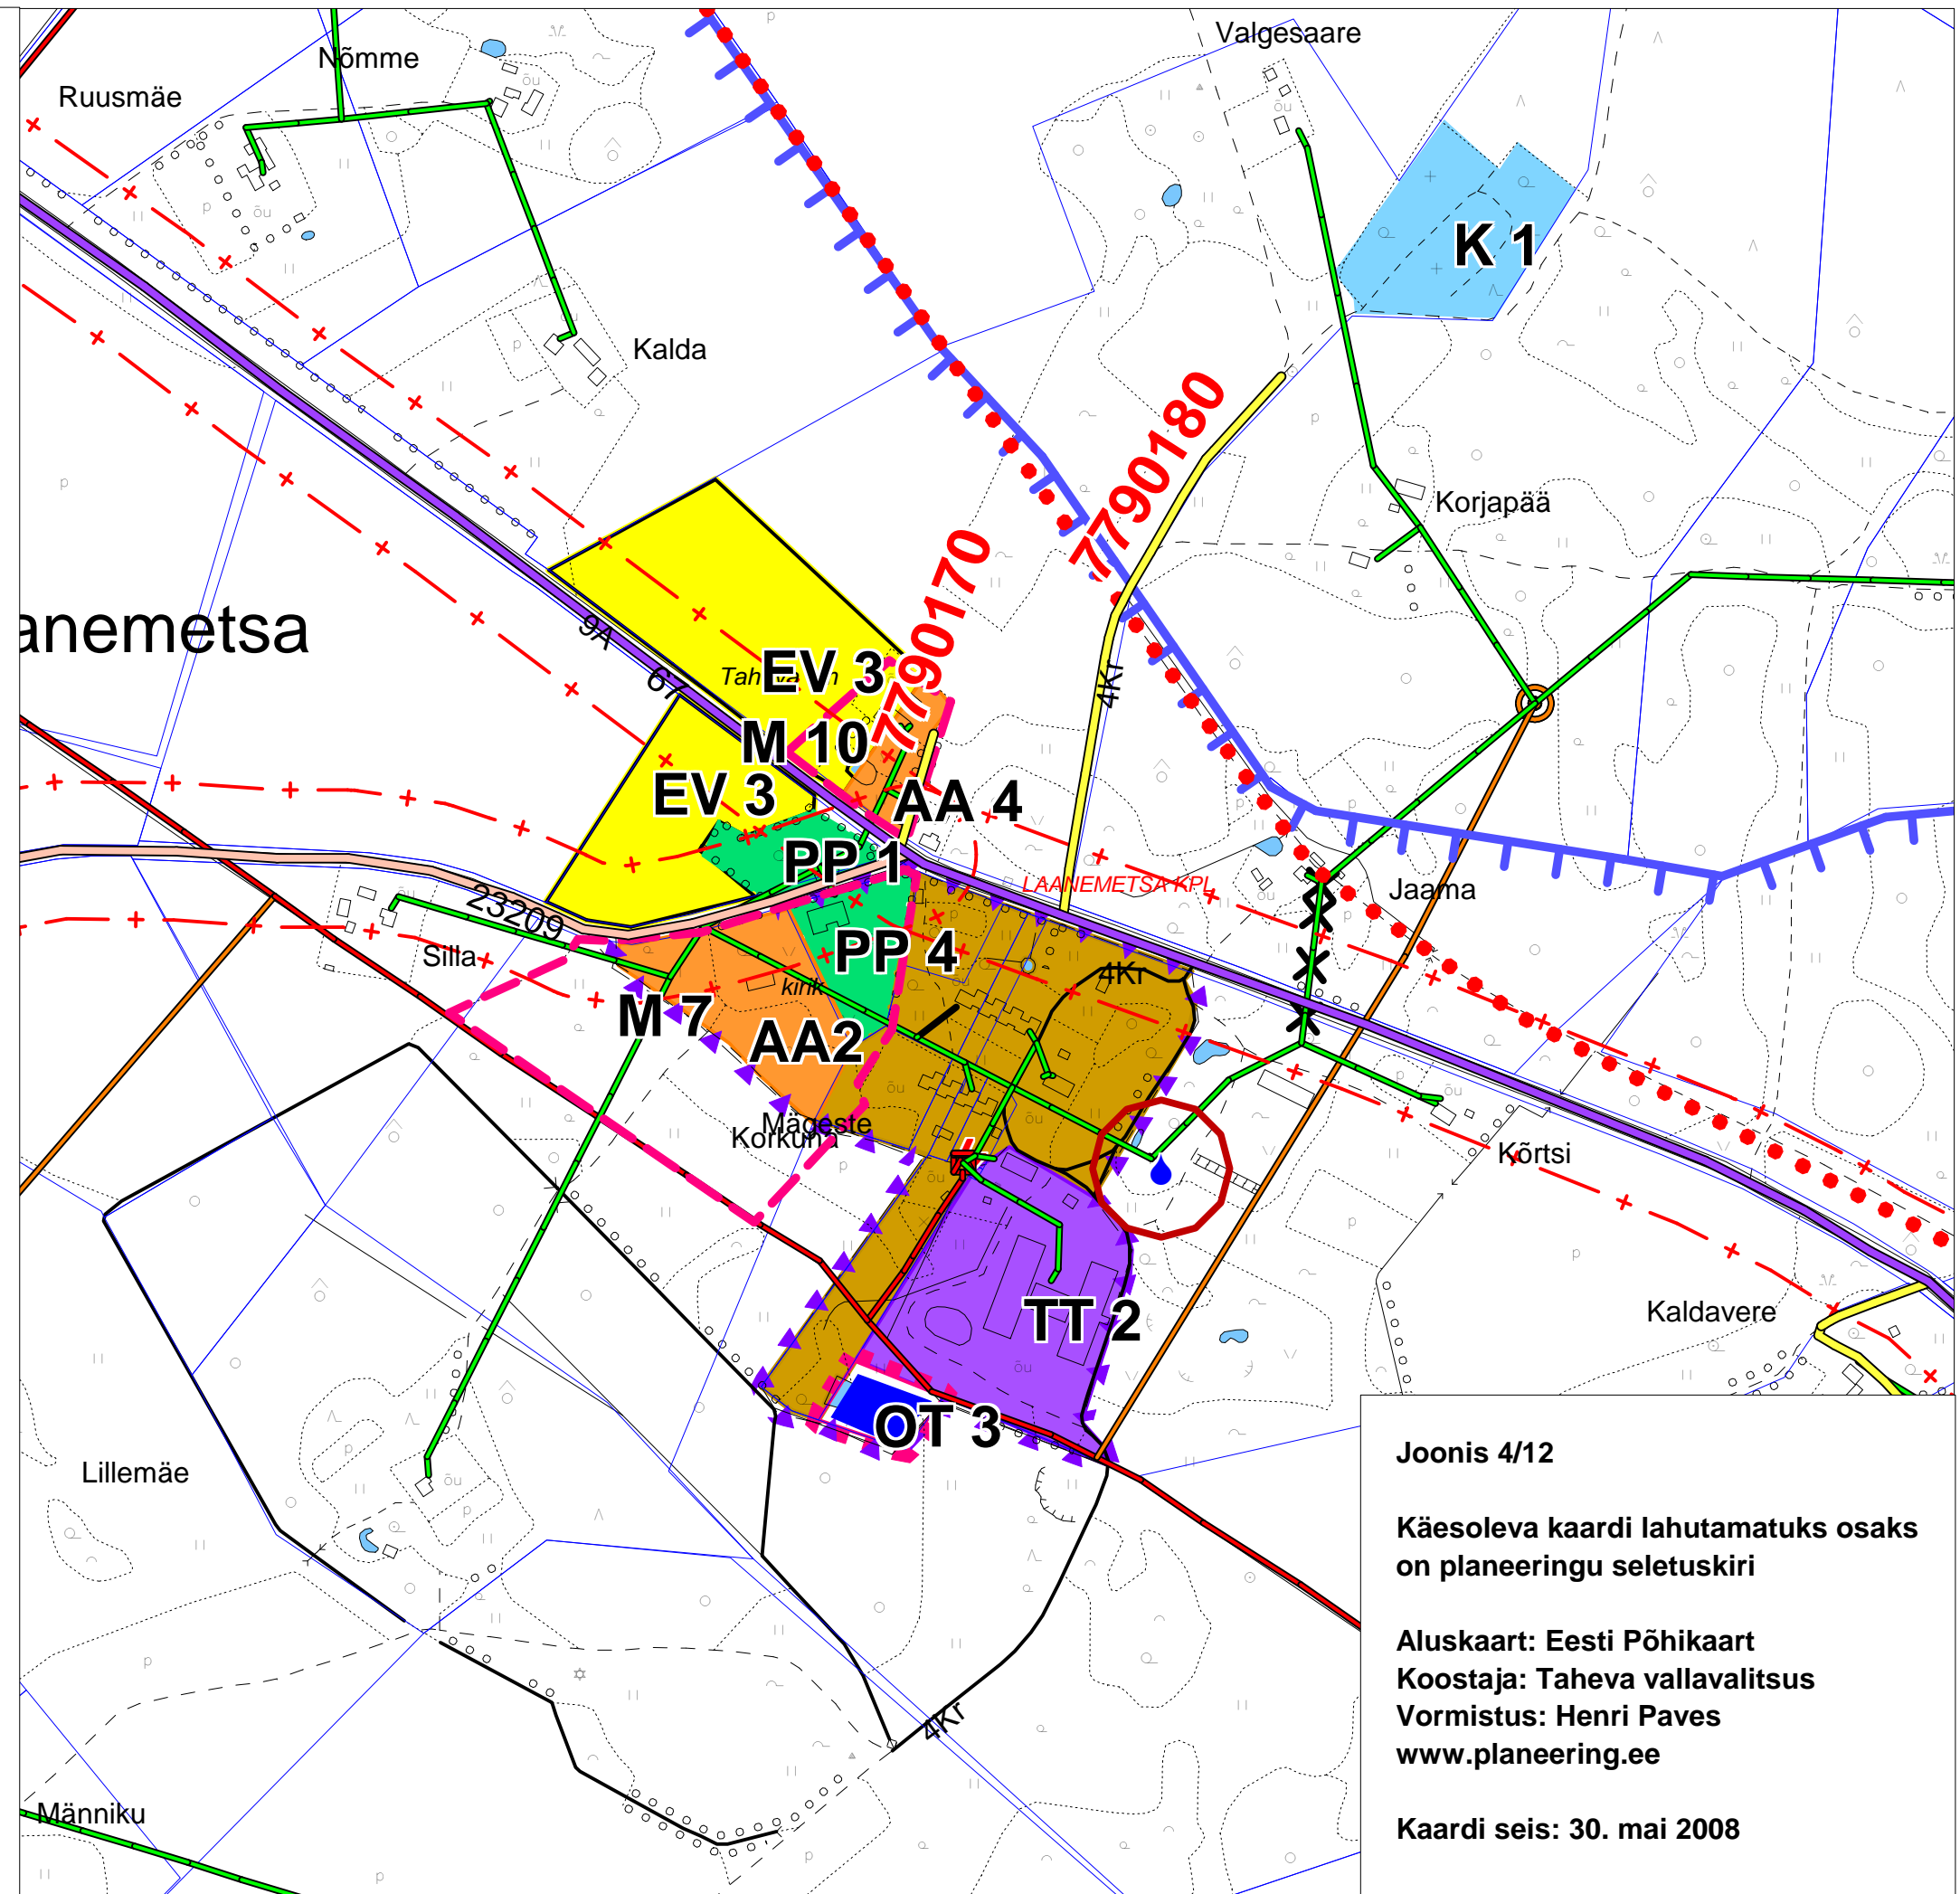 Valgesaare
Nõmme
Ruusmäe
K 1
Kalda
7790180
Korjapää
7790170
anemetsa
9A
67
EV 3
4Kr
M 10
EV 3
AA 4
PP 1
LAANEMETSA KPL
Jaama
23209
Silla
PP 4
4Kr
kirik
M 7
AA2
Mägeste
Korkuna
Kõrtsi
TT 2
Kaldavere
OT 3
Lillemäe
4Kr
Männiku
Joonis 4/12
Käesoleva kaardi lahutamatuks osaks
on planeeringu seletuskiri
Aluskaart: Eesti Põhikaart
Koostaja: Taheva vallavalitsus
Vormistus: Henri Paves
www.planeering.ee
Kaardi seis: 30. mai 2008